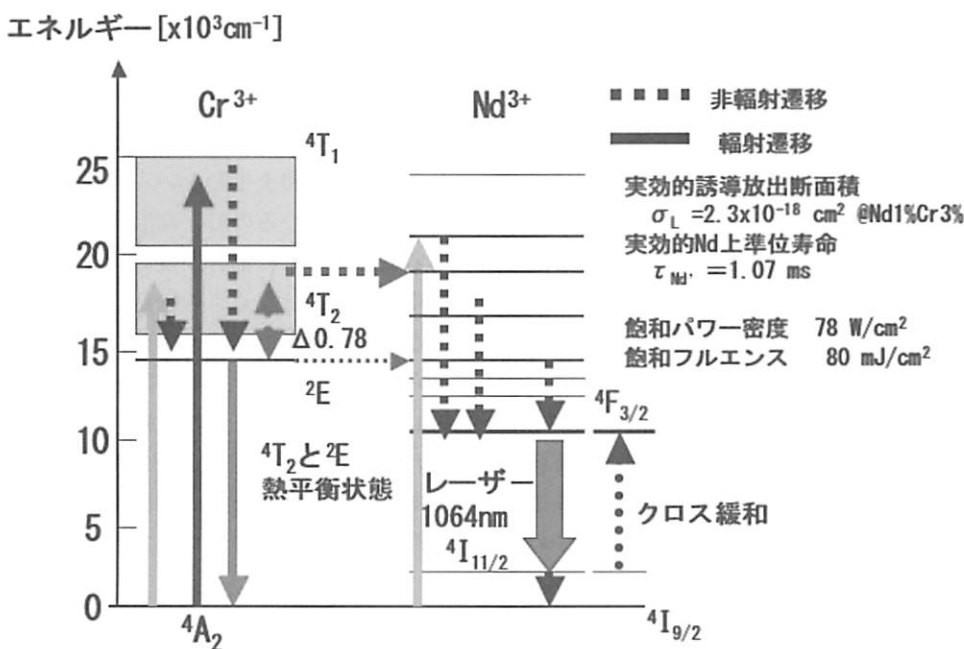 エネルギー[x10³cm⁻¹]
Cr³⁺
Nd³⁺
非輻射遷移
輻射遷移
⁴T₁
25
実効的誘導放出断面積
σ_L =2.3x10⁻¹⁸ cm² @Nd1%Cr3%
20
実効的Nd上準位寿命
τ_Nd' =1.07 ms
⁴T₂
Δ0.78
飽和パワー密度 78 W/cm²
15
飽和フルエンス 80 mJ/cm²
²E
⁴F₃/₂
10
⁴T₂と²E
熱平衡状態
レーザー
1064nm
クロス緩和
5
⁴I₁₁/₂
0
⁴A₂
⁴I₉/₂